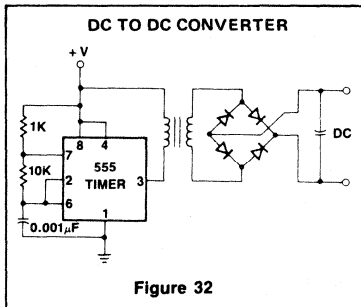 DC TO DC CONVERTER
+ V
1K
8 4
7
555
TIMER
10K
2
3
6
1
0.001μF
DC
Figure 32